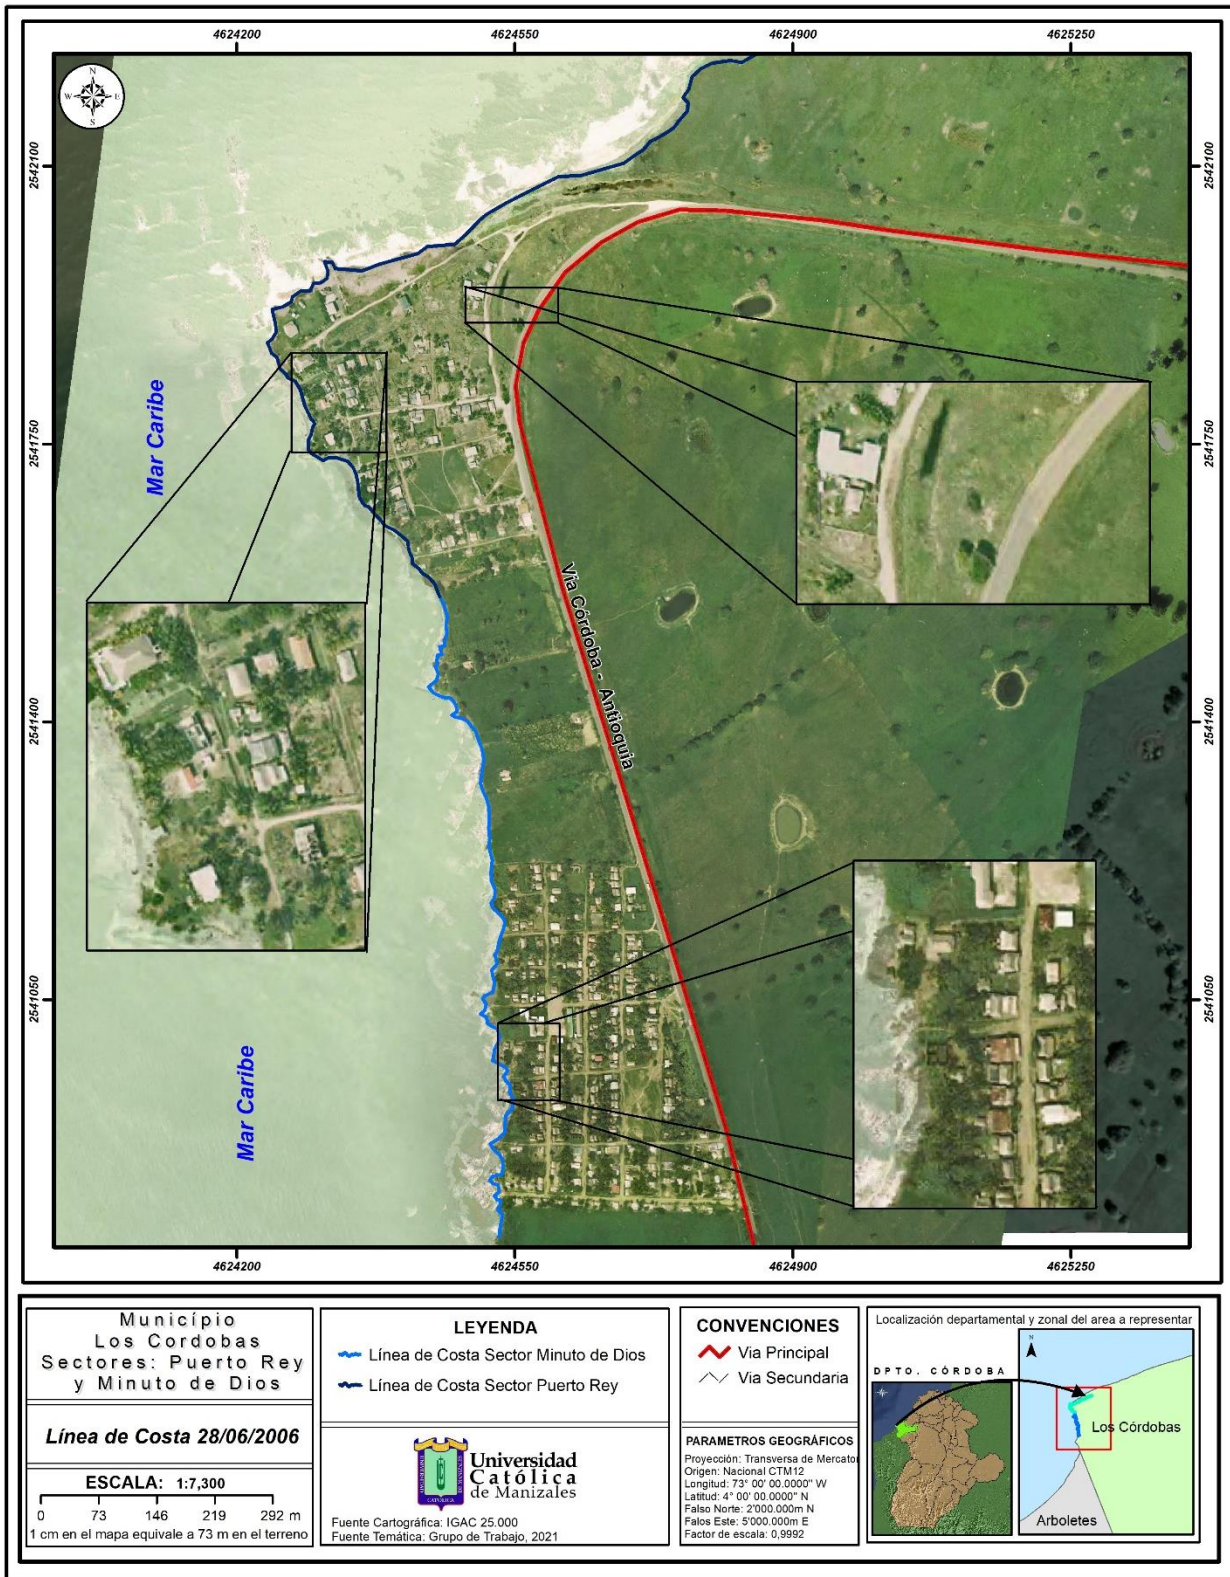 4624200 4624550 4624900 4625250
N
W E
S
2542100 2542100
2541750 2541750
2541400 2541400
2541050 2541050
Mar Caribe
Mar Caribe
Via Córdoba - Antioquia
4624200 4624550 4624900 4625250
Município
Los Cordobas
Sectores: Puerto Rey
y Minuto de Dios
Línea de Costa 28/06/2006
ESCALA: 1:7,300
0 73 146 219 292 m
1 cm en el mapa equivale a 73 m en el terreno
LEYENDA
Línea de Costa Sector Minuto de Dios
Línea de Costa Sector Puerto Rey
Universidad
Católica
de Manizales
Fuente Cartográfica: IGAC 25.000
Fuente Temática: Grupo de Trabajo, 2021
CONVENCIONES
Via Principal
Via Secundaria
PARAMETROS GEOGRÁFICOS
Proyección: Transversa de Mercator
Origen: Nacional CTM12
Longitud: 73° 00' 00.0000" W
Latitud: 4° 00' 00.0000" N
Falso Norte: 2'000.000m N
Falos Este: 5'000.000m E
Factor de escala: 0,9992
Localización departamental y zonal del area a representar
DPTO. CÓRDOBA
N
Los Córdobas
Arboletes